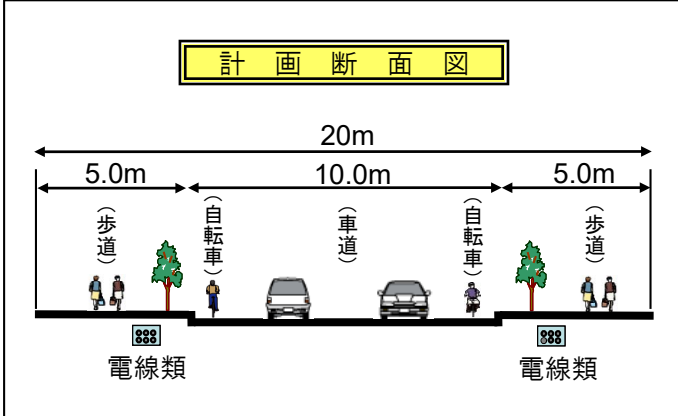 計画断面図
20m
5.0m
10.0m
5.0m
(歩道)
(自転車)
(車道)
(自転車)
(歩道)
電線類
電線類